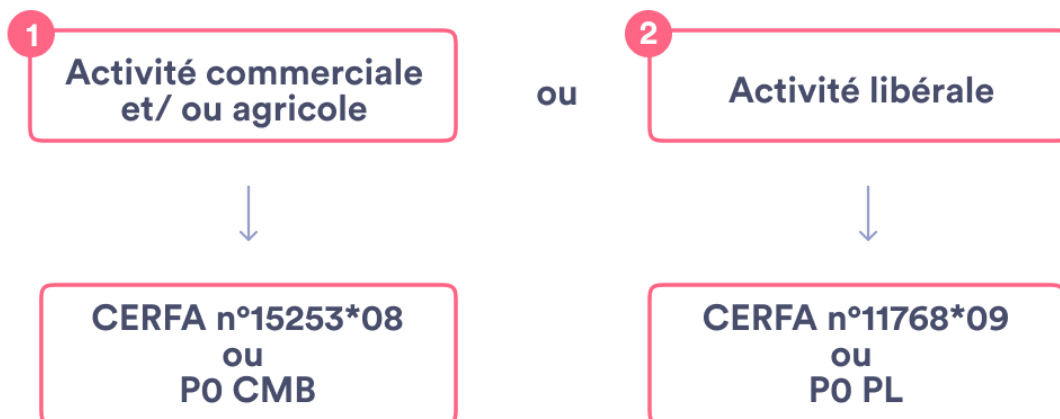 1
Activité commerciale
et/ ou agricole
ou
2
Activité libérale
CERFA n°15253*08
ou
P0 CMB
CERFA n°11768*09
ou
P0 PL